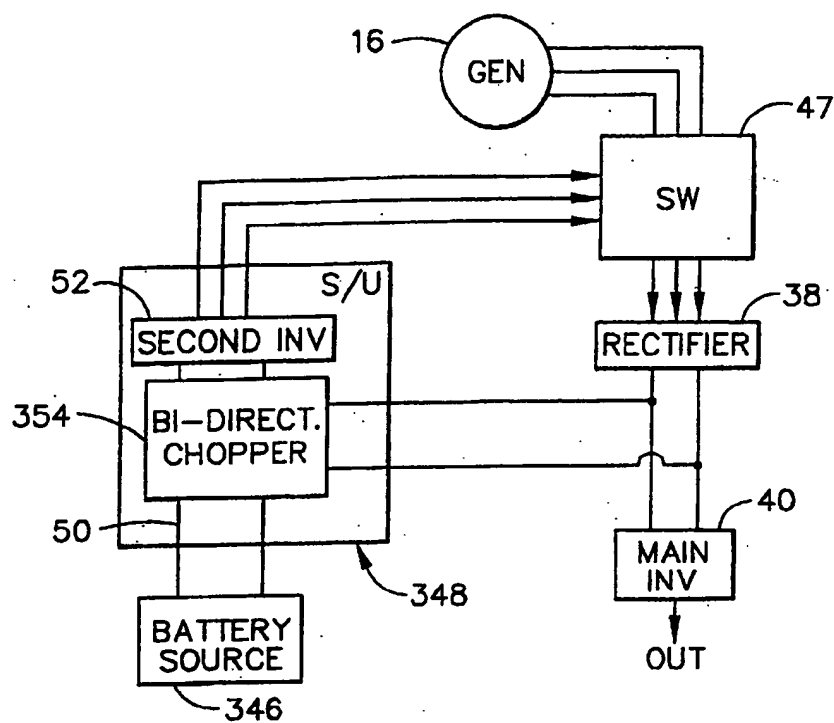 16
GEN
47
SW
52
S/U
SECOND INV
38
RECTIFIER
354
BI-DIRECT.
CHOPPER
50
40
MAIN
INV
348
BATTERY
SOURCE
OUT
346